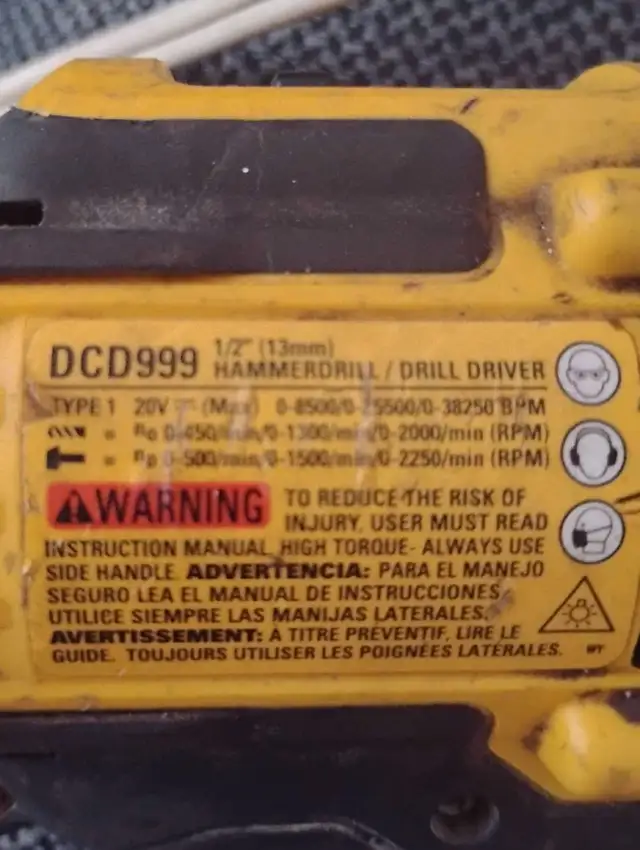 DCD999 1/2" (13mm)
HAMMERDRILL / DRILL DRIVER
TYPE 1 20V ⎓ (Max) 0-8500/0-25500/0-38250 BPM
= n₀ 0-450/min/0-1300/min/0-2000/min (RPM)
= n₀ 0-500/min/0-1500/min/0-2250/min (RPM)
WARNING TO REDUCE THE RISK OF
INJURY, USER MUST READ
INSTRUCTION MANUAL. HIGH TORQUE- ALWAYS USE
SIDE HANDLE. ADVERTENCIA: PARA EL MANEJO
SEGURO LEA EL MANUAL DE INSTRUCCIONES.
UTILICE SIEMPRE LAS MANIJAS LATERALES.
AVERTISSEMENT: À TITRE PRÉVENTIF, LIRE LE
GUIDE. TOUJOURS UTILISER LES POIGNÉES LATÉRALES.